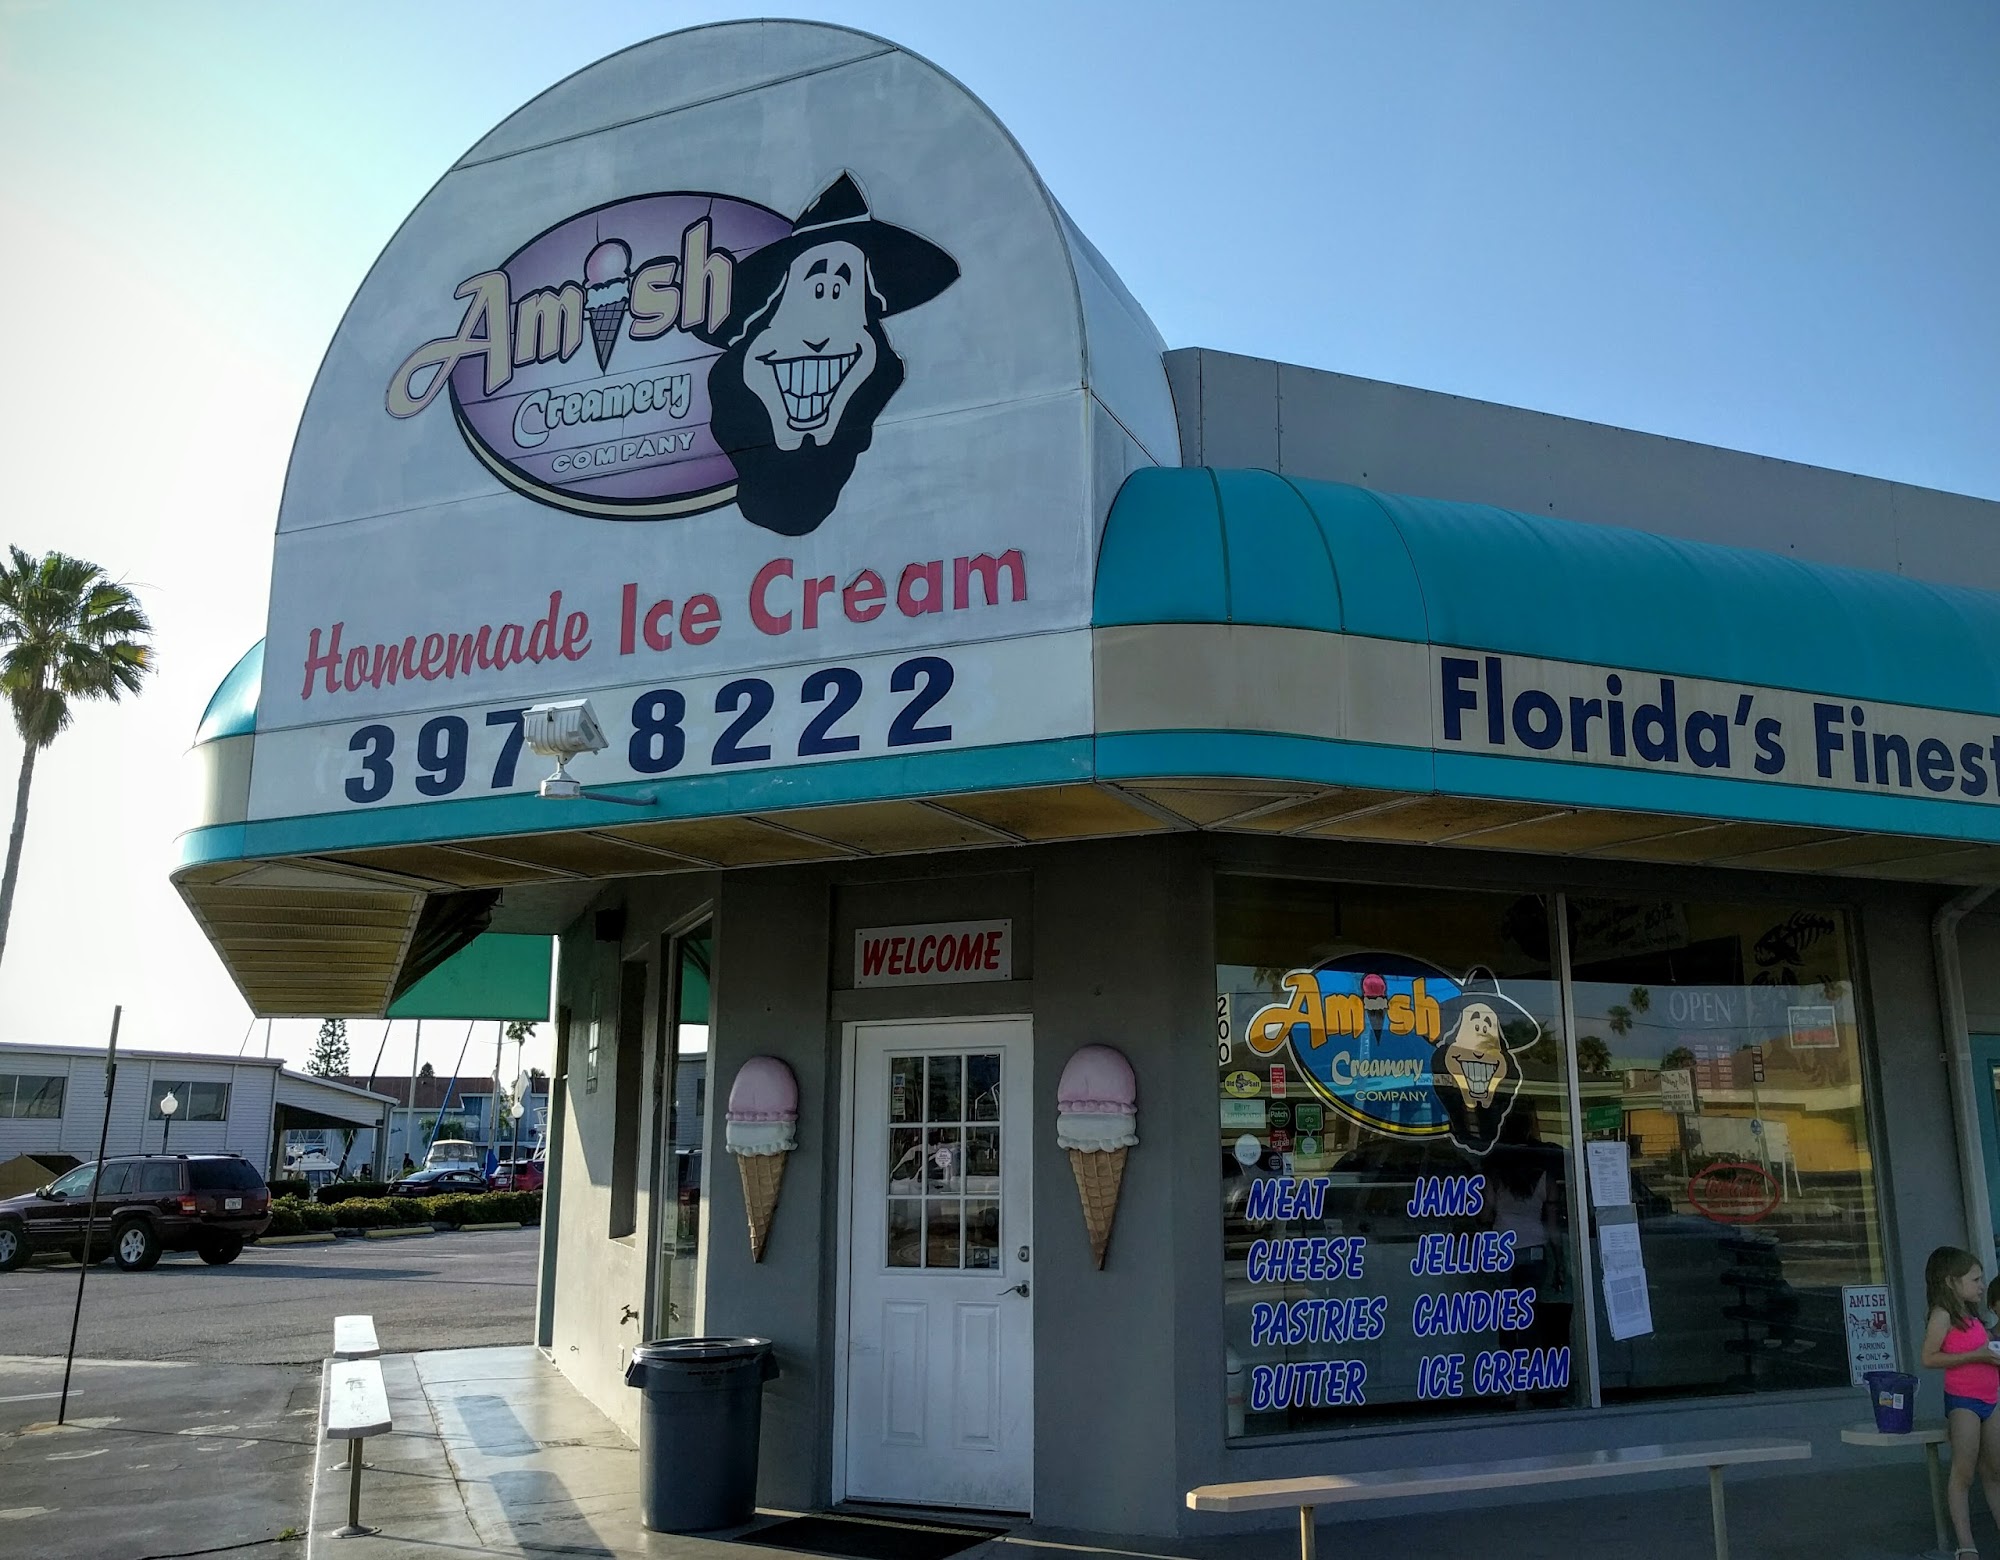 Amish
Creamery
COMPANY
Homemade Ice Cream
397 8222
Florida's Finest
WELCOME
200
Amish
Creamery
COMPANY
OPEN
MEAT JAMS
CHEESE JELLIES
PASTRIES CANDIES
BUTTER ICE CREAM
AMISH
PARKING
ONLY